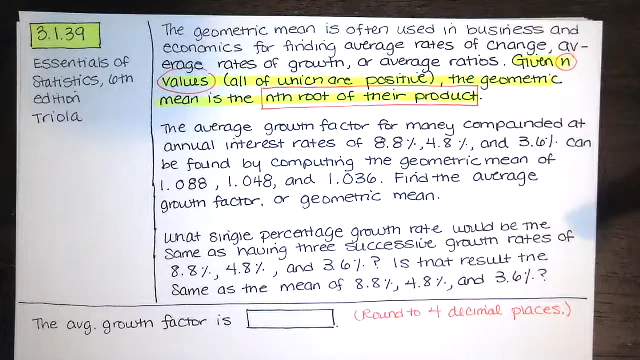 3.1.39
Essentials of
Statistics, 6th
edition
Triola
The geometric mean is often used in business and
economics for finding average rates of change, av-
erage rates of growth, or average ratios. Given n
values (all of which are positive), the geometric
mean is the nth root of their product.
The average growth factor for money compounded at
annual interest rates of 8.8%, 4.8%, and 3.6% can
be found by computing the geometric mean of
1.088, 1.048, and 1.036. Find the average
growth factor, or geometric mean.
What single percentage growth rate would be the
same as having three successive growth rates of
8.8%, 4.8%, and 3.6%? Is that result the
same as the mean of 8.8%, 4.8%, and 3.6%?
The avg. growth factor is . (Round to 4 decimal places.)